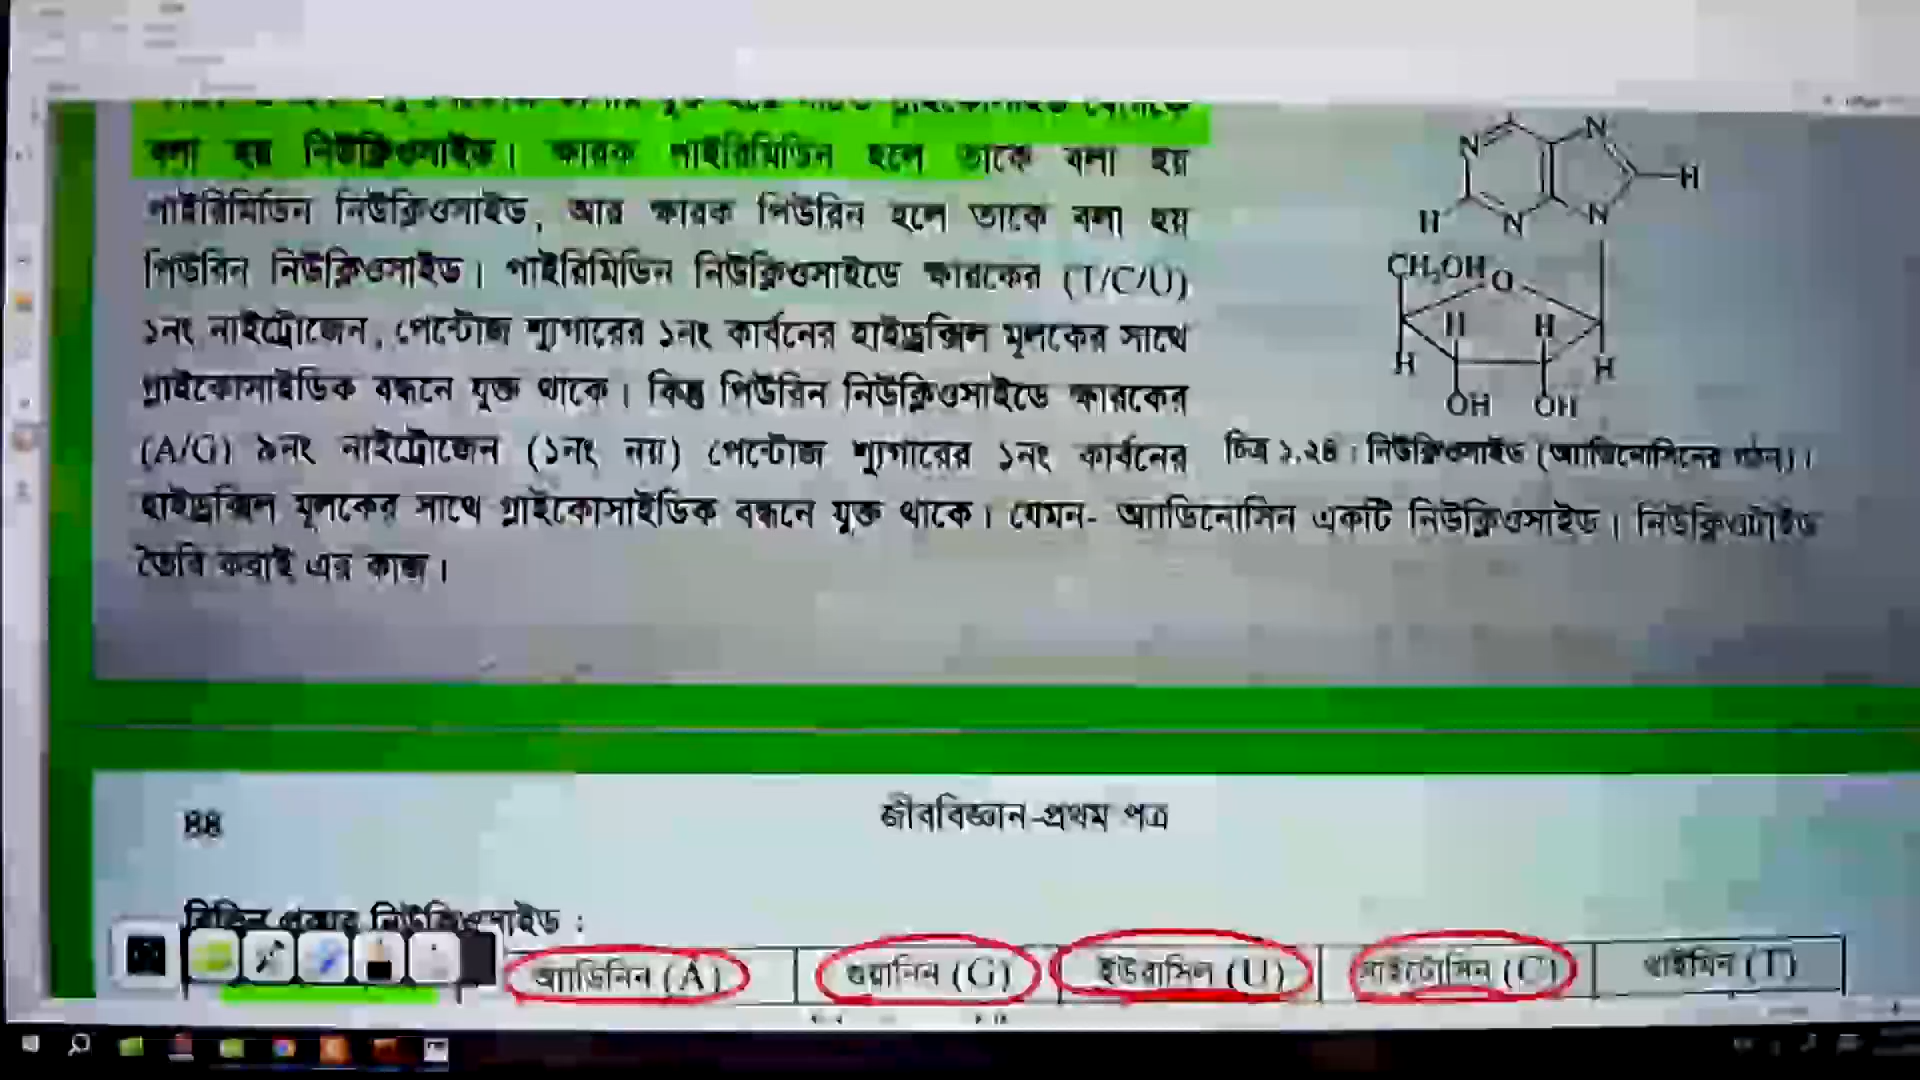 বলা হয় নিউক্লিওসাইড। ক্ষারক পাইরিমিডিন হলে তাকে বলা হয়
পাইরিমিডিন নিউক্লিওসাইড, আর ক্ষারক পিউরিন হলে তাকে বলা হয়
পিউরিন নিউক্লিওসাইড। পাইরিমিডিন নিউক্লিওসাইডে ক্ষারকের (T/C/U)
১নং নাইট্রোজেন, পেন্টোজ শ্যুগারের ১নং কার্বনের হাইড্রক্সিল মূলকের সাথে
গ্লাইকোসাইডিক বন্ধনে যুক্ত থাকে। কিন্তু পিউরিন নিউক্লিওসাইডে ক্ষারকের
(A/G) ৯নং নাইট্রোজেন (১নং নয়) পেন্টোজ শ্যুগারের ১নং কার্বনের
হাইড্রক্সিল মূলকের সাথে গ্লাইকোসাইডিক বন্ধনে যুক্ত থাকে। যেমন- অ্যাডিনোসিন একটি নিউক্লিওসাইড। নিউক্লিওটাইড
তৈরি করাই এর কাজ।
N N
H
H N N
CH₂OH O
H H
H H
OH OH
চিত্র ১.২৪ : নিউক্লিওসাইড (অ্যাডিনোসিনের গঠন)।
৪৪
জীববিজ্ঞান-প্রথম পত্র
বিভিন্ন প্রকার নিউক্লিওসাইড :
অ্যাডিনিন (A) গুয়ানিন (G) ইউরাসিল (U) সাইটোসিন (C) থাইমিন (T)